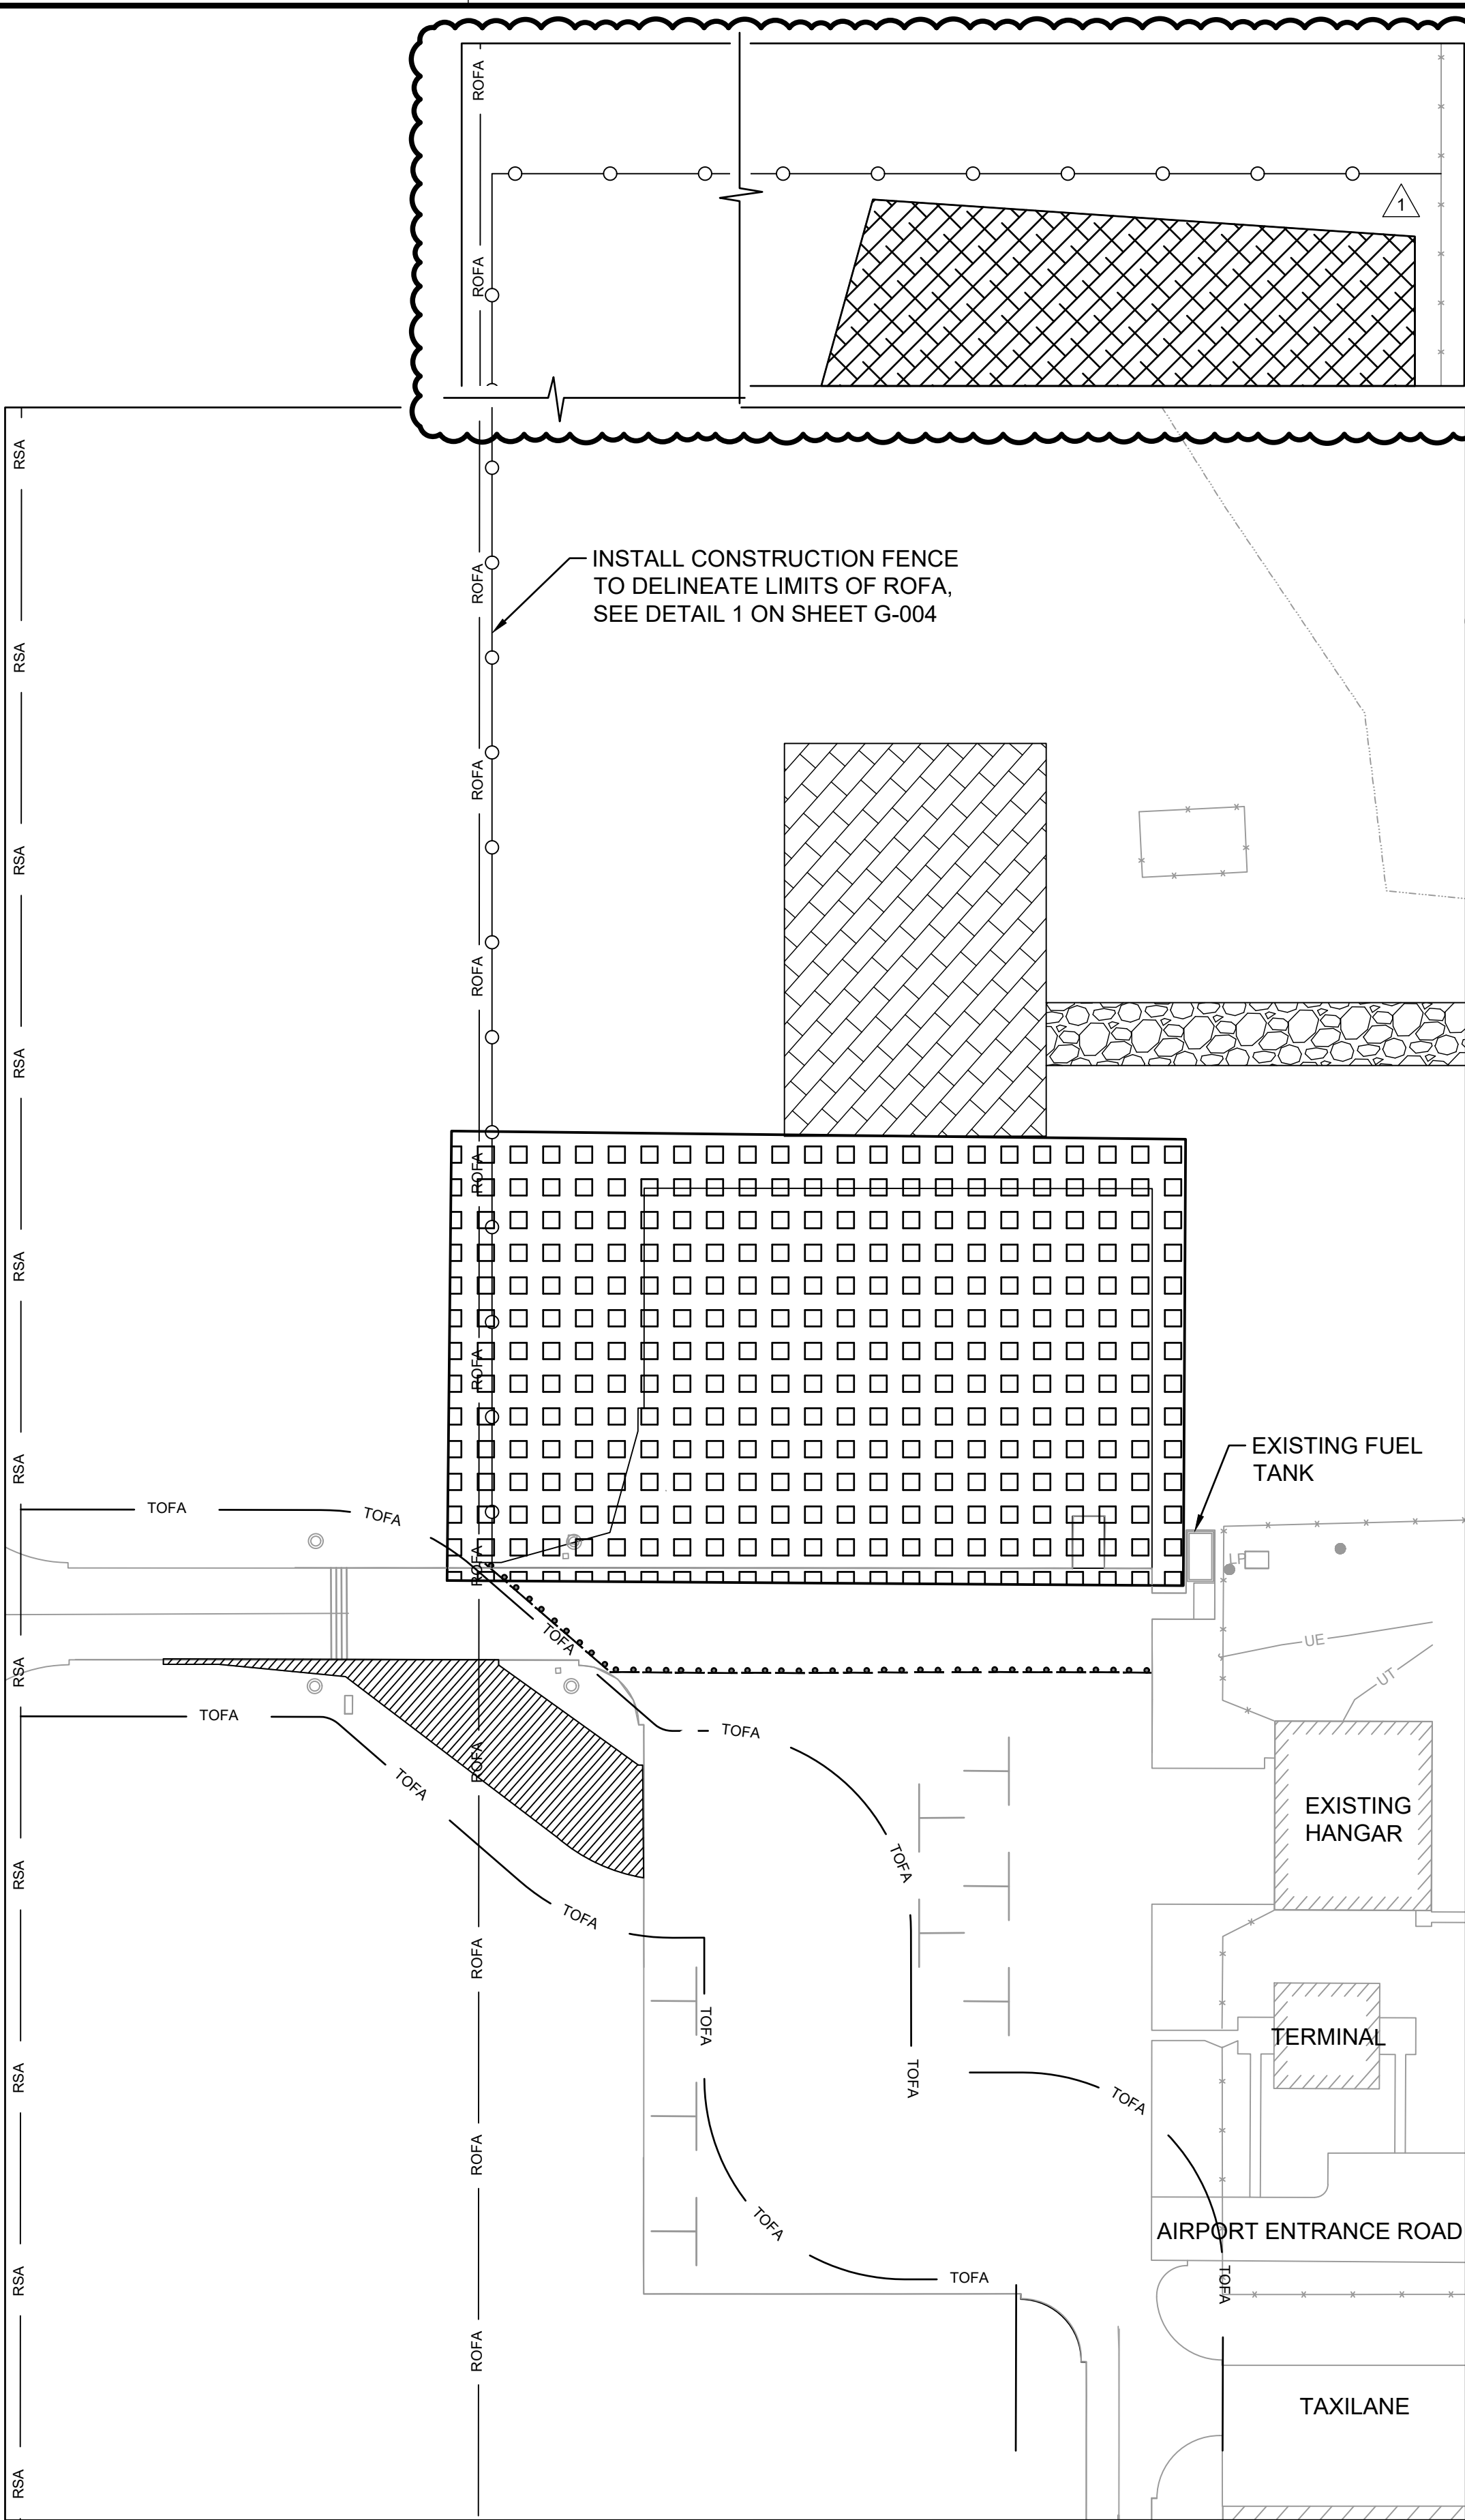 ROFA
1
ROFA
RSA
INSTALL CONSTRUCTION FENCE
TO DELINEATE LIMITS OF ROFA,
SEE DETAIL 1 ON SHEET G-004
ROFA
RSA
ROFA
RSA
ROFA
RSA
ROFA
RSA
ROFA
EXISTING FUEL
TANK
RSA
TOFA
TOFA
ROFA
LP
TOFA
UE
RSA
UT
TOFA
TOFA
ROFA
TOFA
EXISTING
HANGAR
TOFA
RSA
TOFA
ROFA
TOFA
TERMINAL
RSA
TOFA
TOFA
ROFA
TOFA
AIRPORT ENTRANCE ROAD
RSA
TOFA
TOFA
ROFA
TAXILANE
RSA